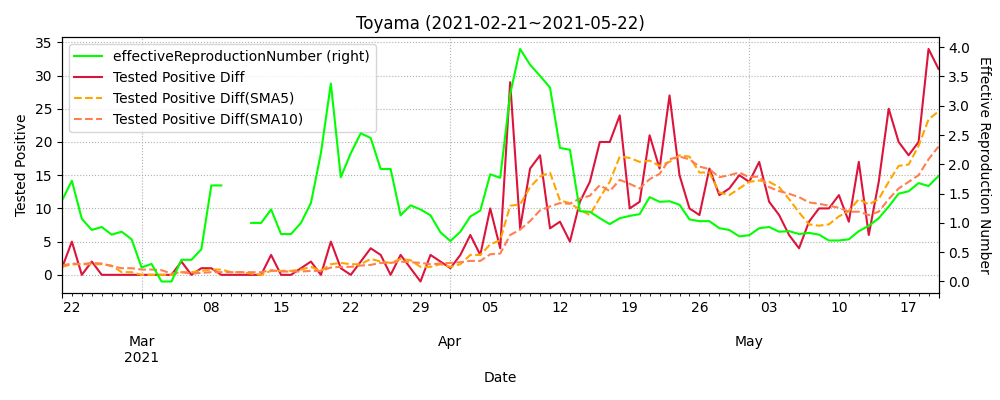 Toyama (2021-02-21~2021-05-22)
effectiveReproductionNumber (right)
Tested Positive Diff
Tested Positive Diff(SMA5)
Tested Positive Diff(SMA10)
Tested Positive
35
30
25
20
15
10
5
0
Effective Reproduction Number
4.0
3.5
3.0
2.5
2.0
1.5
1.0
0.5
0.0
22 08 15 22 29 05 12 19 26 03 10 17
Mar Apr May
2021
Date